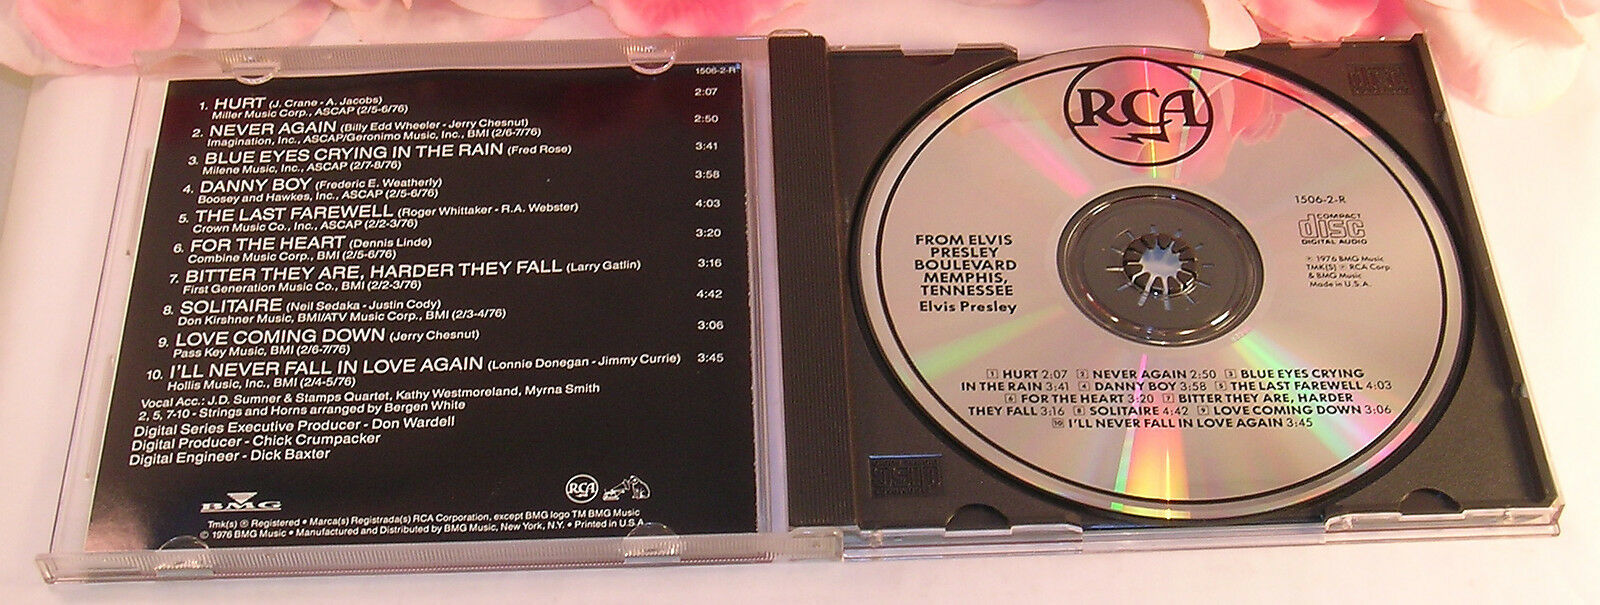 1506-2-R
1. HURT (J. Crane - A. Jacobs) 2:07
Miller Music Corp., ASCAP (2/5-6/76)
2. NEVER AGAIN (Billy Edd Wheeler - Jerry Chesnut) 2:50
Imagination, Inc., ASCAP/Geronimo Music, Inc., BMI (2/6-7/76)
3. BLUE EYES CRYING IN THE RAIN (Fred Rose) 3:41
Milene Music, Inc., ASCAP (2/7-8/76)
4. DANNY BOY (Frederic E. Weatherly) 3:58
Boosey and Hawkes, Inc., ASCAP (2/5-6/76)
5. THE LAST FAREWELL (Roger Whittaker - R.A. Webster) 4:03
Crown Music Co., Inc., ASCAP (2/2-3/76)
6. FOR THE HEART (Dennis Linde) 3:20
Combine Music Corp., BMI (2/5-6/76)
7. BITTER THEY ARE, HARDER THEY FALL (Larry Gatlin) 3:16
First Generation Music Co., BMI (2/2-3/76)
8. SOLITAIRE (Neil Sedaka - Justin Cody) 4:42
Don Kirshner Music, BMI/ATV Music Corp., BMI (2/3-4/76)
9. LOVE COMING DOWN (Jerry Chesnut) 3:06
Pass Key Music, BMI (2/6-7/76)
10. I'LL NEVER FALL IN LOVE AGAIN (Lonnie Donegan - Jimmy Currie) 3:45
Hollis Music, Inc., BMI (2/4-5/76)
Vocal Acc.: J.D. Sumner & Stamps Quartet, Kathy Westmoreland, Myrna Smith
2, 5, 7-10 - Strings and Horns arranged by Bergen White
Digital Series Executive Producer - Don Wardell
Digital Producer - Chick Crumpacker
Digital Engineer - Dick Baxter
BMG
RCA
Tmk(s) ® Registered • Marca(s) Registrada(s) RCA Corporation, except BMG logo TM BMG Music
© 1976 BMG Music • Manufactured and Distributed by BMG Music, New York, N.Y. • Printed in U.S.A.
RCA
1506-2-R
COMPACT
disc
DIGITAL AUDIO
℗ 1976 BMG Music
TMK(S) ® RCA Corp.
& BMG Music
Made in U.S.A.
FROM ELVIS
PRESLEY
BOULEVARD
MEMPHIS,
TENNESSEE
Elvis Presley
1 HURT 2:07 2 NEVER AGAIN 2:50 3 BLUE EYES CRYING
IN THE RAIN 3:41 4 DANNY BOY 3:58 5 THE LAST FAREWELL 4:03
6 FOR THE HEART 3:20 7 BITTER THEY ARE, HARDER
THEY FALL 3:16 8 SOLITAIRE 4:42 9 LOVE COMING DOWN 3:06
10 I'LL NEVER FALL IN LOVE AGAIN 3:45